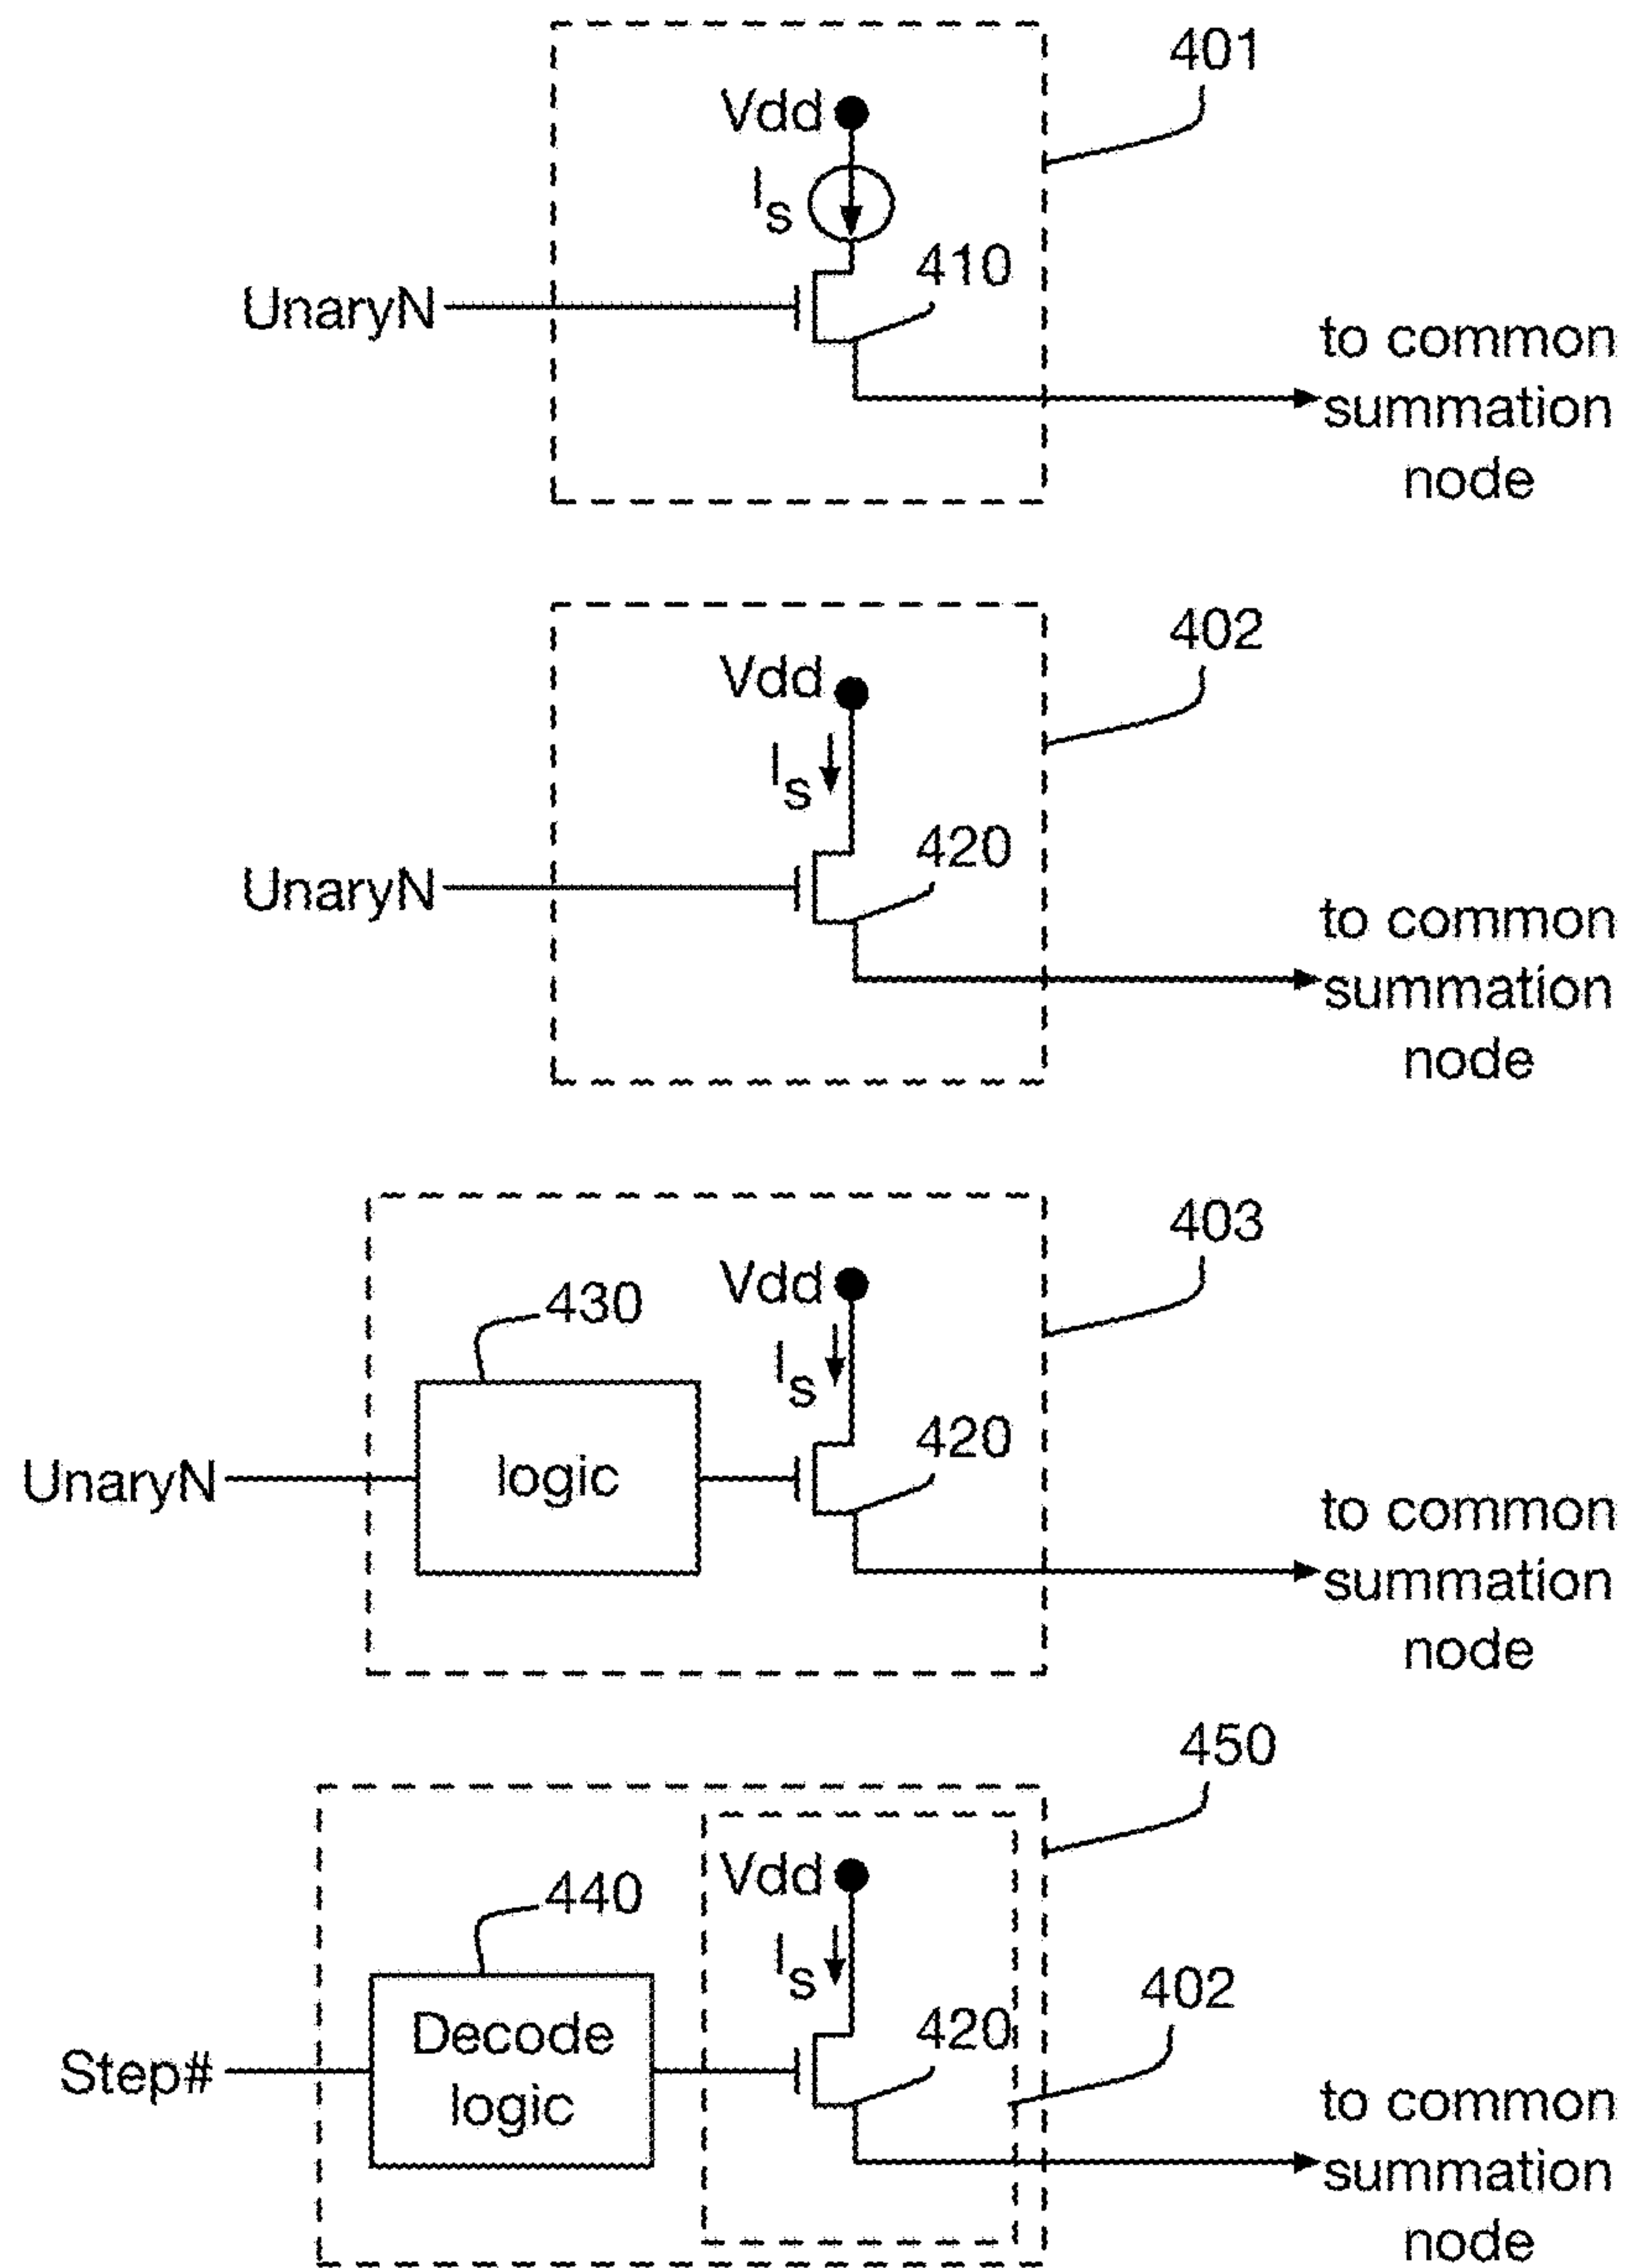 401
Vdd
Is
410
UnaryN
to common
summation
node
402
Vdd
Is
420
UnaryN
to common
summation
node
403
430
Vdd
Is
420
logic
UnaryN
to common
summation
node
450
440
Vdd
Is
402
420
Decode
logic
Step#
to common
summation
node